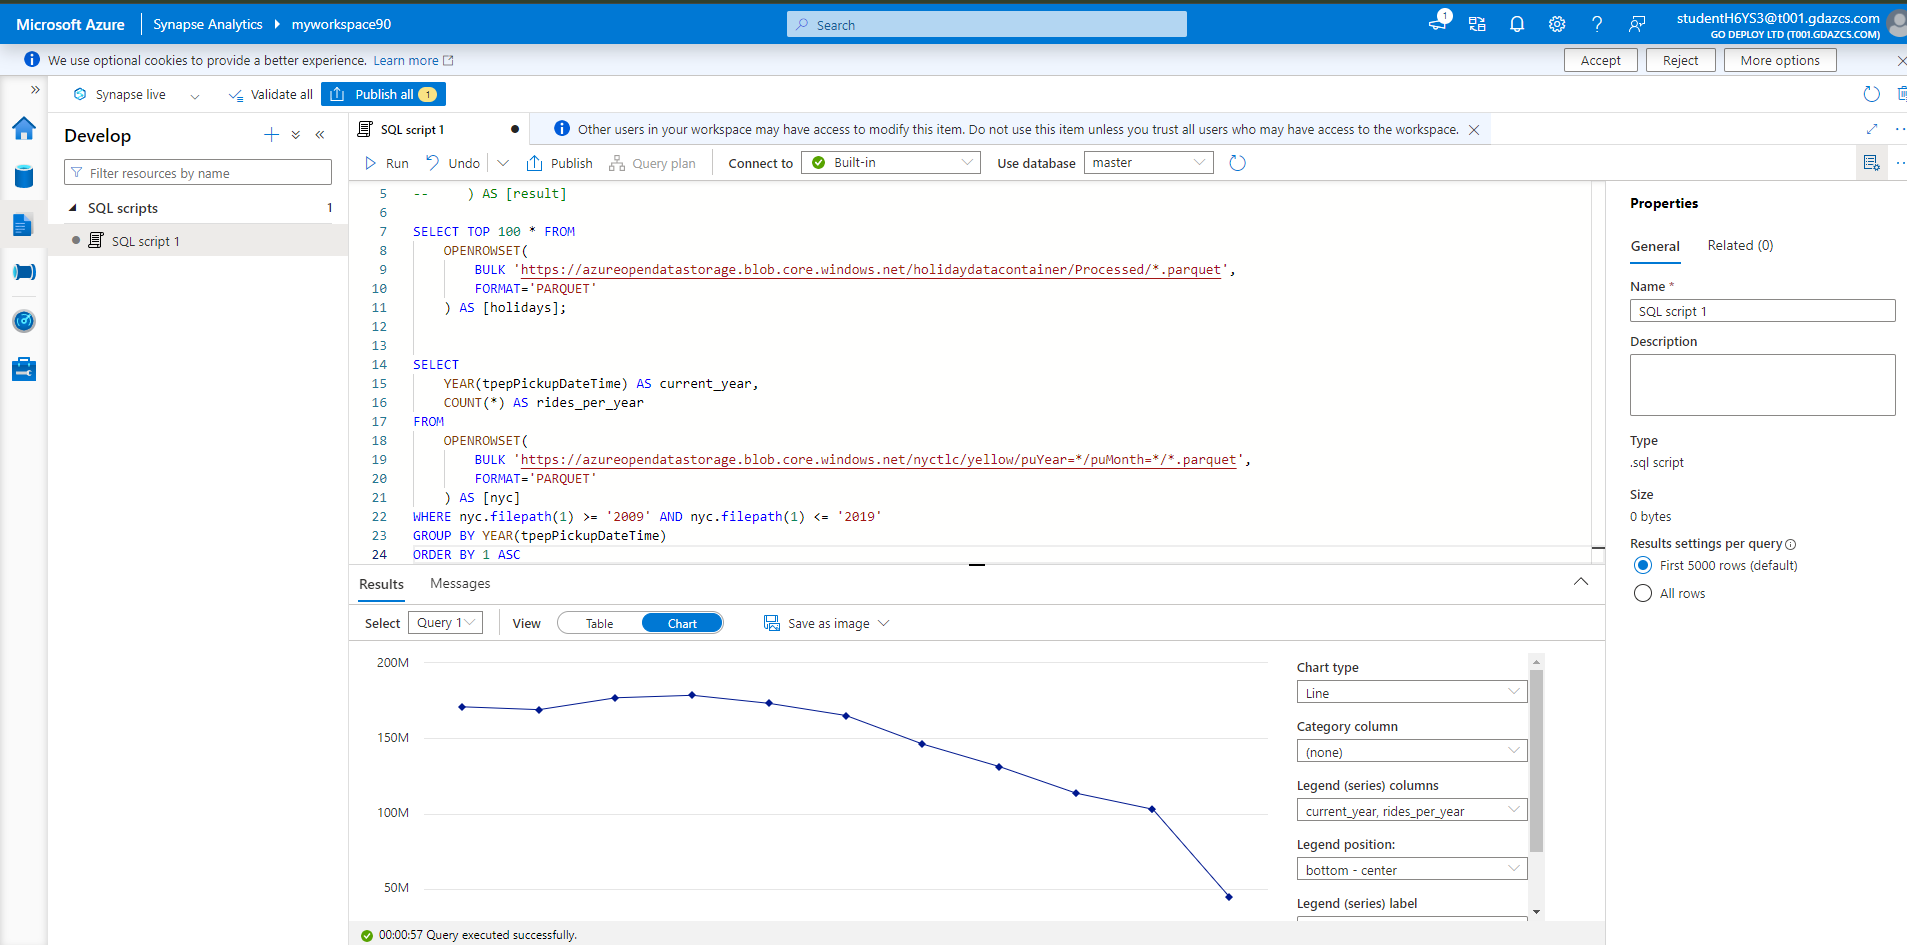 Microsoft Azure
Synapse Analytics
myworkspace90
Search
1
studentH6YS3@t001.gdazcs.com
GO DEPLOY LTD (T001.GDAZCS.COM)
We use optional cookies to provide a better experience. Learn more
Accept
Reject
More options
Synapse live
Validate all
Publish all 1
Develop
Filter resources by name
SQL scripts 1
SQL script 1
SQL script 1
Other users in your workspace may have access to modify this item. Do not use this item unless you trust all users who may have access to the workspace.
Run
Undo
Publish
Query plan
Connect to
Built-in
Use database
master
5 -- ) AS [result]
6
7 SELECT TOP 100 * FROM
8 OPENROWSET(
9 BULK 'https://azureopendatastorage.blob.core.windows.net/holidaydatacontainer/Processed/*.parquet',
10 FORMAT='PARQUET'
11 ) AS [holidays];
12
13
14 SELECT
15 YEAR(tpepPickupDateTime) AS current_year,
16 COUNT(*) AS rides_per_year
17 FROM
18 OPENROWSET(
19 BULK 'https://azureopendatastorage.blob.core.windows.net/nyctlc/yellow/puYear=*/puMonth=*/*.parquet',
20 FORMAT='PARQUET'
21 ) AS [nyc]
22 WHERE nyc.filepath(1) >= '2009' AND nyc.filepath(1) <= '2019'
23 GROUP BY YEAR(tpepPickupDateTime)
24 ORDER BY 1 ASC
Results
Messages
Select
Query 1
View
Table
Chart
Save as image
200M
150M
100M
50M
Chart type
Line
Category column
(none)
Legend (series) columns
current_year, rides_per_year
Legend position:
bottom - center
Legend (series) label
00:00:57 Query executed successfully.
Properties
General
Related (0)
Name *
SQL script 1
Description
Type
.sql script
Size
0 bytes
Results settings per query
First 5000 rows (default)
All rows